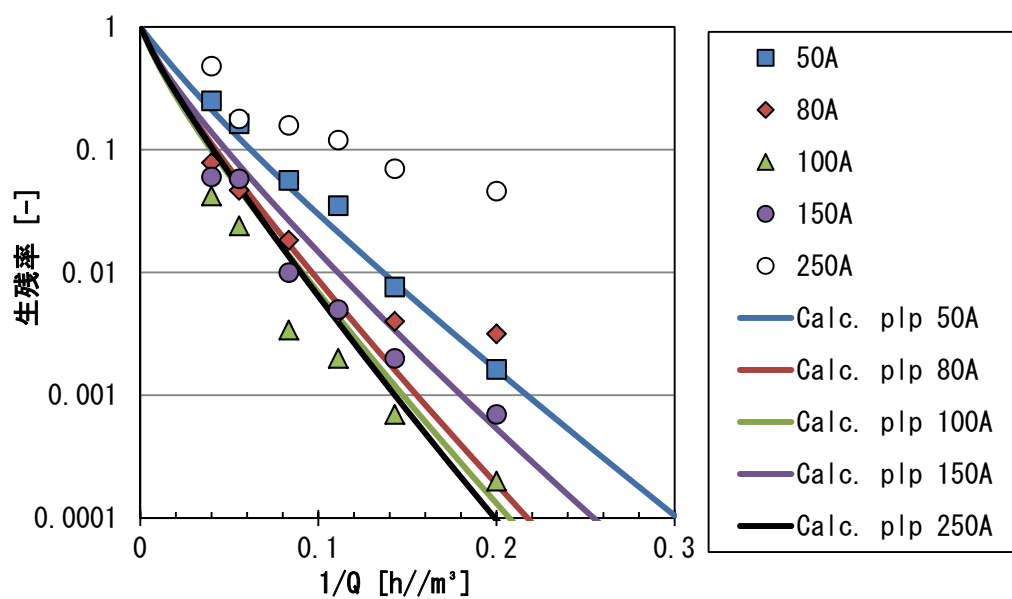 1
0.1
0.01
0.001
0.0001
生残率 [-]
0
0.1
0.2
0.3
1/Q [h//m³]
50A
80A
100A
150A
250A
Calc. plp 50A
Calc. plp 80A
Calc. plp 100A
Calc. plp 150A
Calc. plp 250A